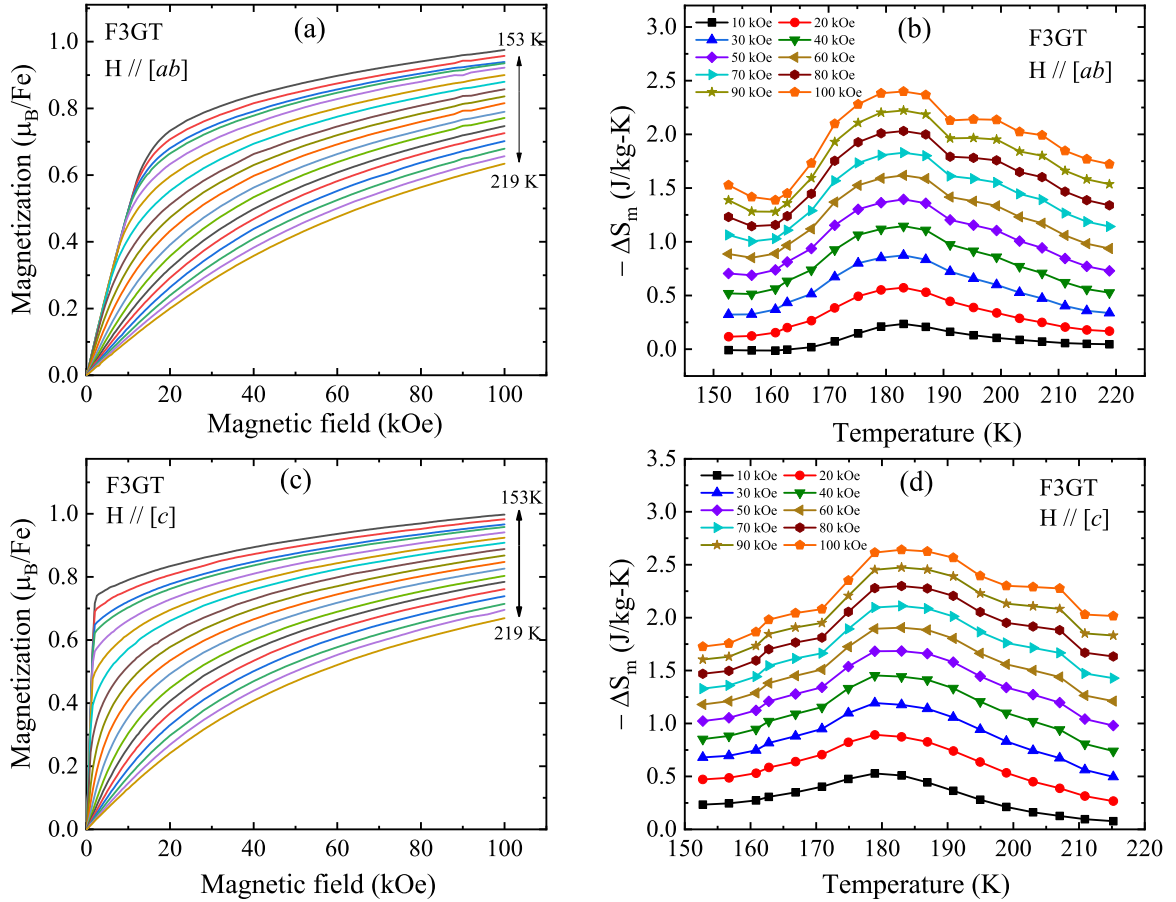 F3GT
H // [ab]
(a)
153 K
219 K
1.0
0.8
0.6
0.4
0.2
0.0
0 20 40 60 80 100
Magnetization (μB/Fe)
Magnetic field (kOe)
10 kOe 20 kOe
30 kOe 40 kOe
50 kOe 60 kOe
70 kOe 80 kOe
90 kOe 100 kOe
(b)
F3GT
H // [ab]
3.0
2.5
2.0
1.5
1.0
0.5
0.0
150 160 170 180 190 200 210 220
− ΔSm (J/kg-K)
Temperature (K)
F3GT
H // [c]
(c)
153K
219 K
1.0
0.8
0.6
0.4
0.2
0.0
0 20 40 60 80 100
Magnetization (μB/Fe)
Magnetic field (kOe)
10 kOe 20 kOe
30 kOe 40 kOe
50 kOe 60 kOe
70 kOe 80 kOe
90 kOe 100 kOe
(d)
F3GT
H // [c]
3.5
3.0
2.5
2.0
1.5
1.0
0.5
0.0
150 160 170 180 190 200 210 220
− ΔSm (J/kg-K)
Temperature (K)